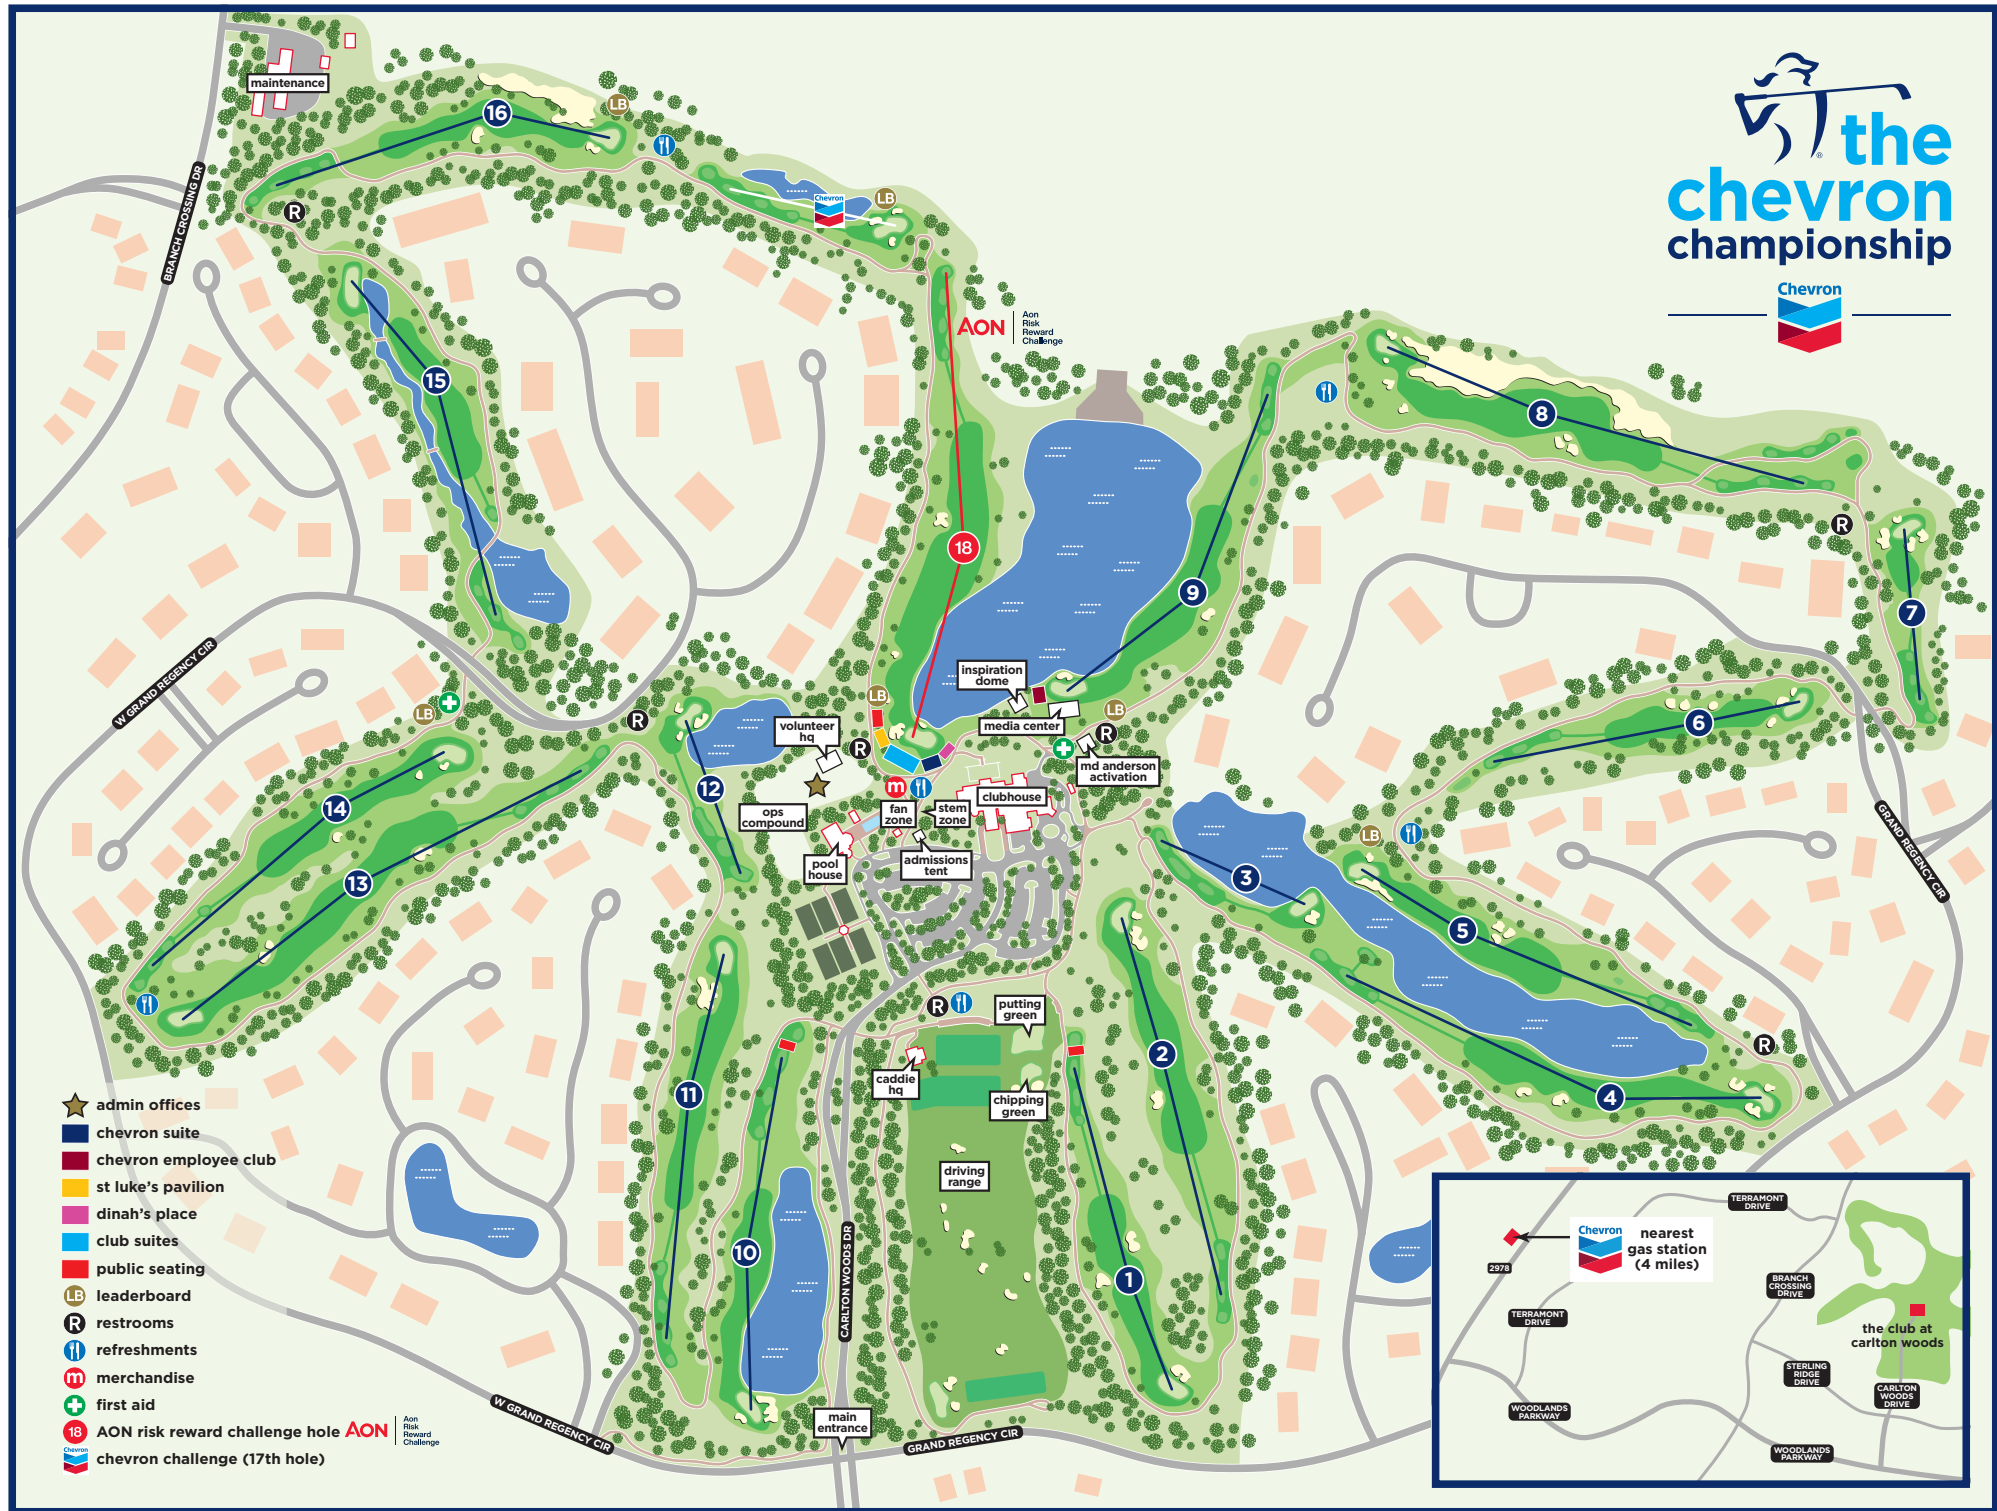 maintenance
16
LB
R
BRANCH CROSSING DR
Chevron
LB
15
AON
Aon
Risk
Reward
Challenge
18
the
chevron
championship
®
Chevron
8
9
R
7
6
W GRAND REGENCY CIR
LB
R
14
13
12
volunteer
hq
R
LB
inspiration
dome
media center
LB
R
md anderson
activation
ops
compound
m
fan
zone
stem
zone
clubhouse
pool
house
admissions
tent
3
LB
5
4
R
GRAND REGENCY CIR
11
10
R
putting
green
caddie
hq
chipping
green
driving
range
2
1
CARLTON WOODS DR
main
entrance
W GRAND REGENCY CIR
GRAND REGENCY CIR
admin offices
chevron suite
chevron employee club
st luke's pavilion
dinah's place
club suites
public seating
LB leaderboard
R restrooms
refreshments
m merchandise
first aid
18 AON risk reward challenge hole AON
Aon
Risk
Reward
Challenge
Chevron
chevron challenge (17th hole)
TERRAMONT
DRIVE
Chevron
nearest
gas station
(4 miles)
2978
BRANCH
CROSSING
DRIVE
TERRAMONT
DRIVE
the club at
carlton woods
STERLING
RIDGE
DRIVE
CARLTON
WOODS
DRIVE
WOODLANDS
PARKWAY
WOODLANDS
PARKWAY